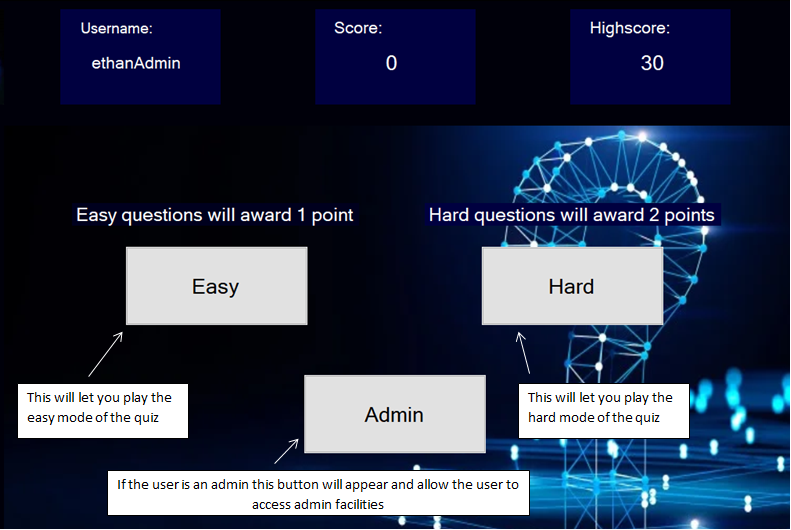 Username:
ethanAdmin
Score:
0
Highscore:
30
Easy questions will award 1 point
Hard questions will award 2 points
Easy
Hard
This will let you play the
easy mode of the quiz
Admin
This will let you play the
hard mode of the quiz
If the user is an admin this button will appear and allow the user to
access admin facilities